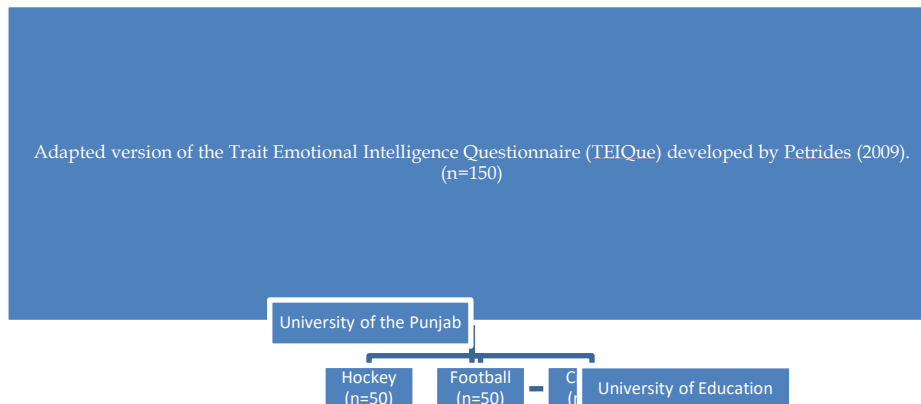 Adapted version of the Trait Emotional Intelligence Questionnaire (TEIQue) developed by Petrides (2009).
(n=150)
University of the Punjab
Hockey
(n=50)
Football
(n=50)
University of Education